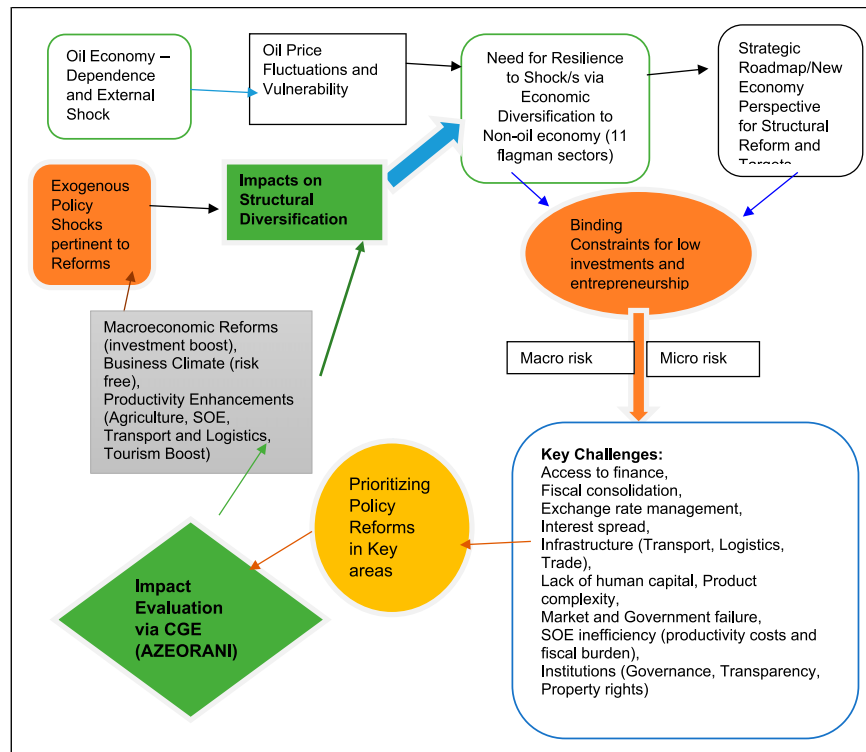 Oil Economy –
Dependence
and External
Shock
Oil Price
Fluctuations and
Vulnerability
Need for Resilience
to Shock/s via
Economic
Diversification to
Non-oil economy (11
flagman sectors)
Strategic
Roadmap/New
Economy
Perspective
for Structural
Reform and
Targets
Exogenous
Policy
Shocks
pertinent to
Reforms
Impacts on
Structural
Diversification
Binding
Constraints for low
investments and
entrepreneurship
Macroeconomic Reforms
(investment boost),
Business Climate (risk
free),
Productivity Enhancements
(Agriculture, SOE,
Transport and Logistics,
Tourism Boost)
Macro risk
Micro risk
Key Challenges:
Access to finance,
Fiscal consolidation,
Exchange rate management,
Interest spread,
Infrastructure (Transport, Logistics,
Trade),
Lack of human capital, Product
complexity,
Market and Government failure,
SOE inefficiency (productivity costs and
fiscal burden),
Institutions (Governance, Transparency,
Property rights)
Prioritizing
Policy
Reforms
in Key
areas
Impact
Evaluation
via CGE
(AZEORANI)